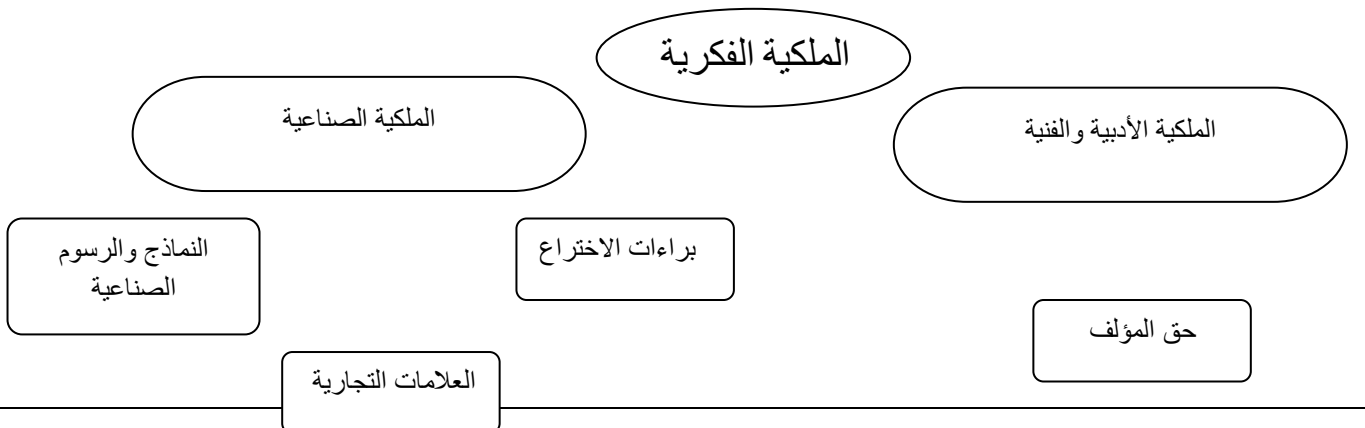 الملكية الفكرية
الملكية الأدبية والفنية
الملكية الصناعية
حق المؤلف
براءات الاختراع
النماذج والرسوم
الصناعية
العلامات التجارية